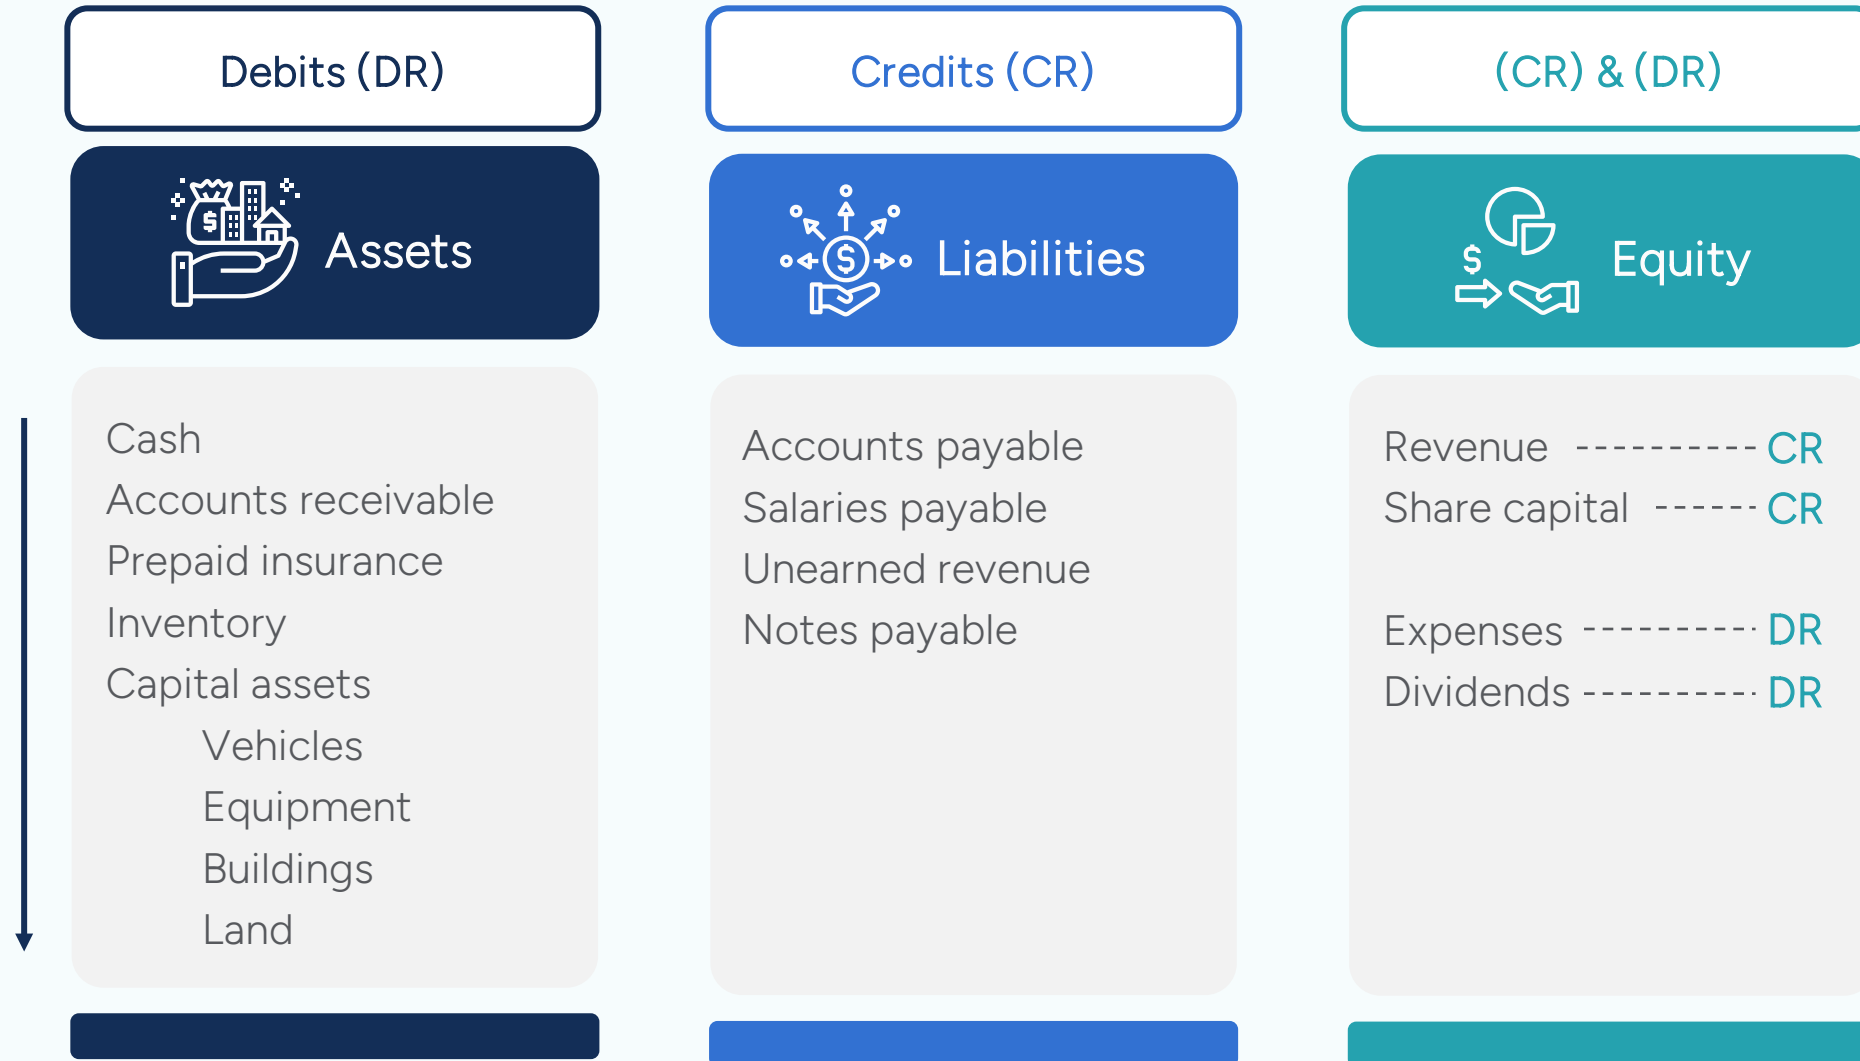 Debits (DR)
Assets
Cash
Accounts receivable
Prepaid insurance
Inventory
Capital assets
Vehicles
Equipment
Buildings
Land
Credits (CR)
Liabilities
Accounts payable
Salaries payable
Unearned revenue
Notes payable
(CR) & (DR)
Equity
Revenue ---------- CR
Share capital ------ CR
Expenses ---------- DR
Dividends ---------- DR